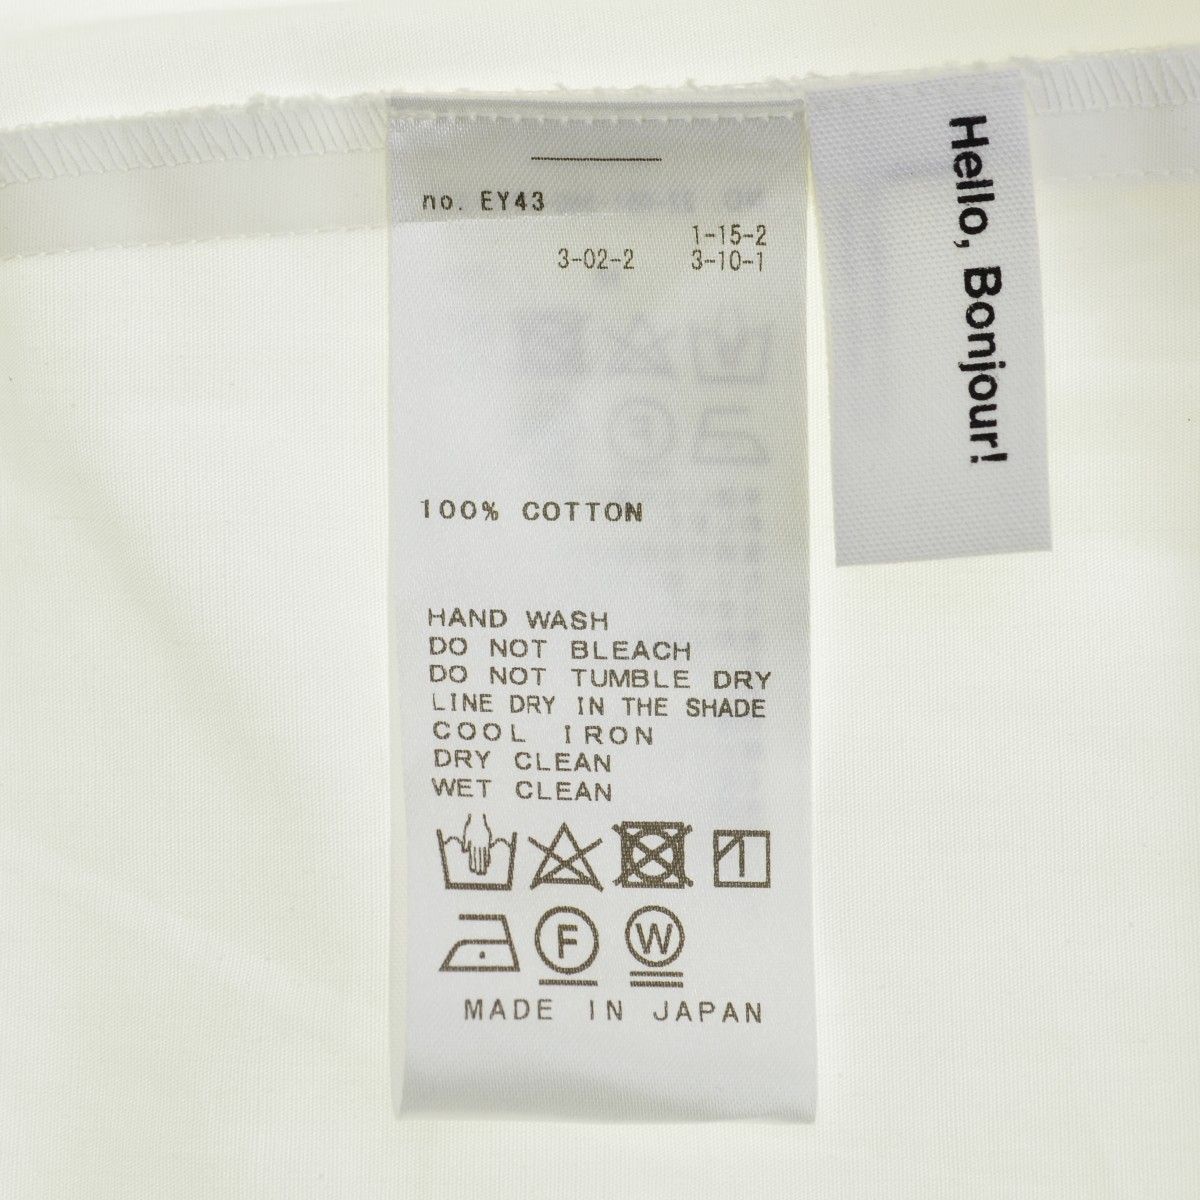 no. EY43
1-15-2
3-02-2 3-10-1
100% COTTON
HAND WASH
DO NOT BLEACH
DO NOT TUMBLE DRY
LINE DRY IN THE SHADE
COOL IRON
DRY CLEAN
WET CLEAN
F W
MADE IN JAPAN
Hello, Bonjour!